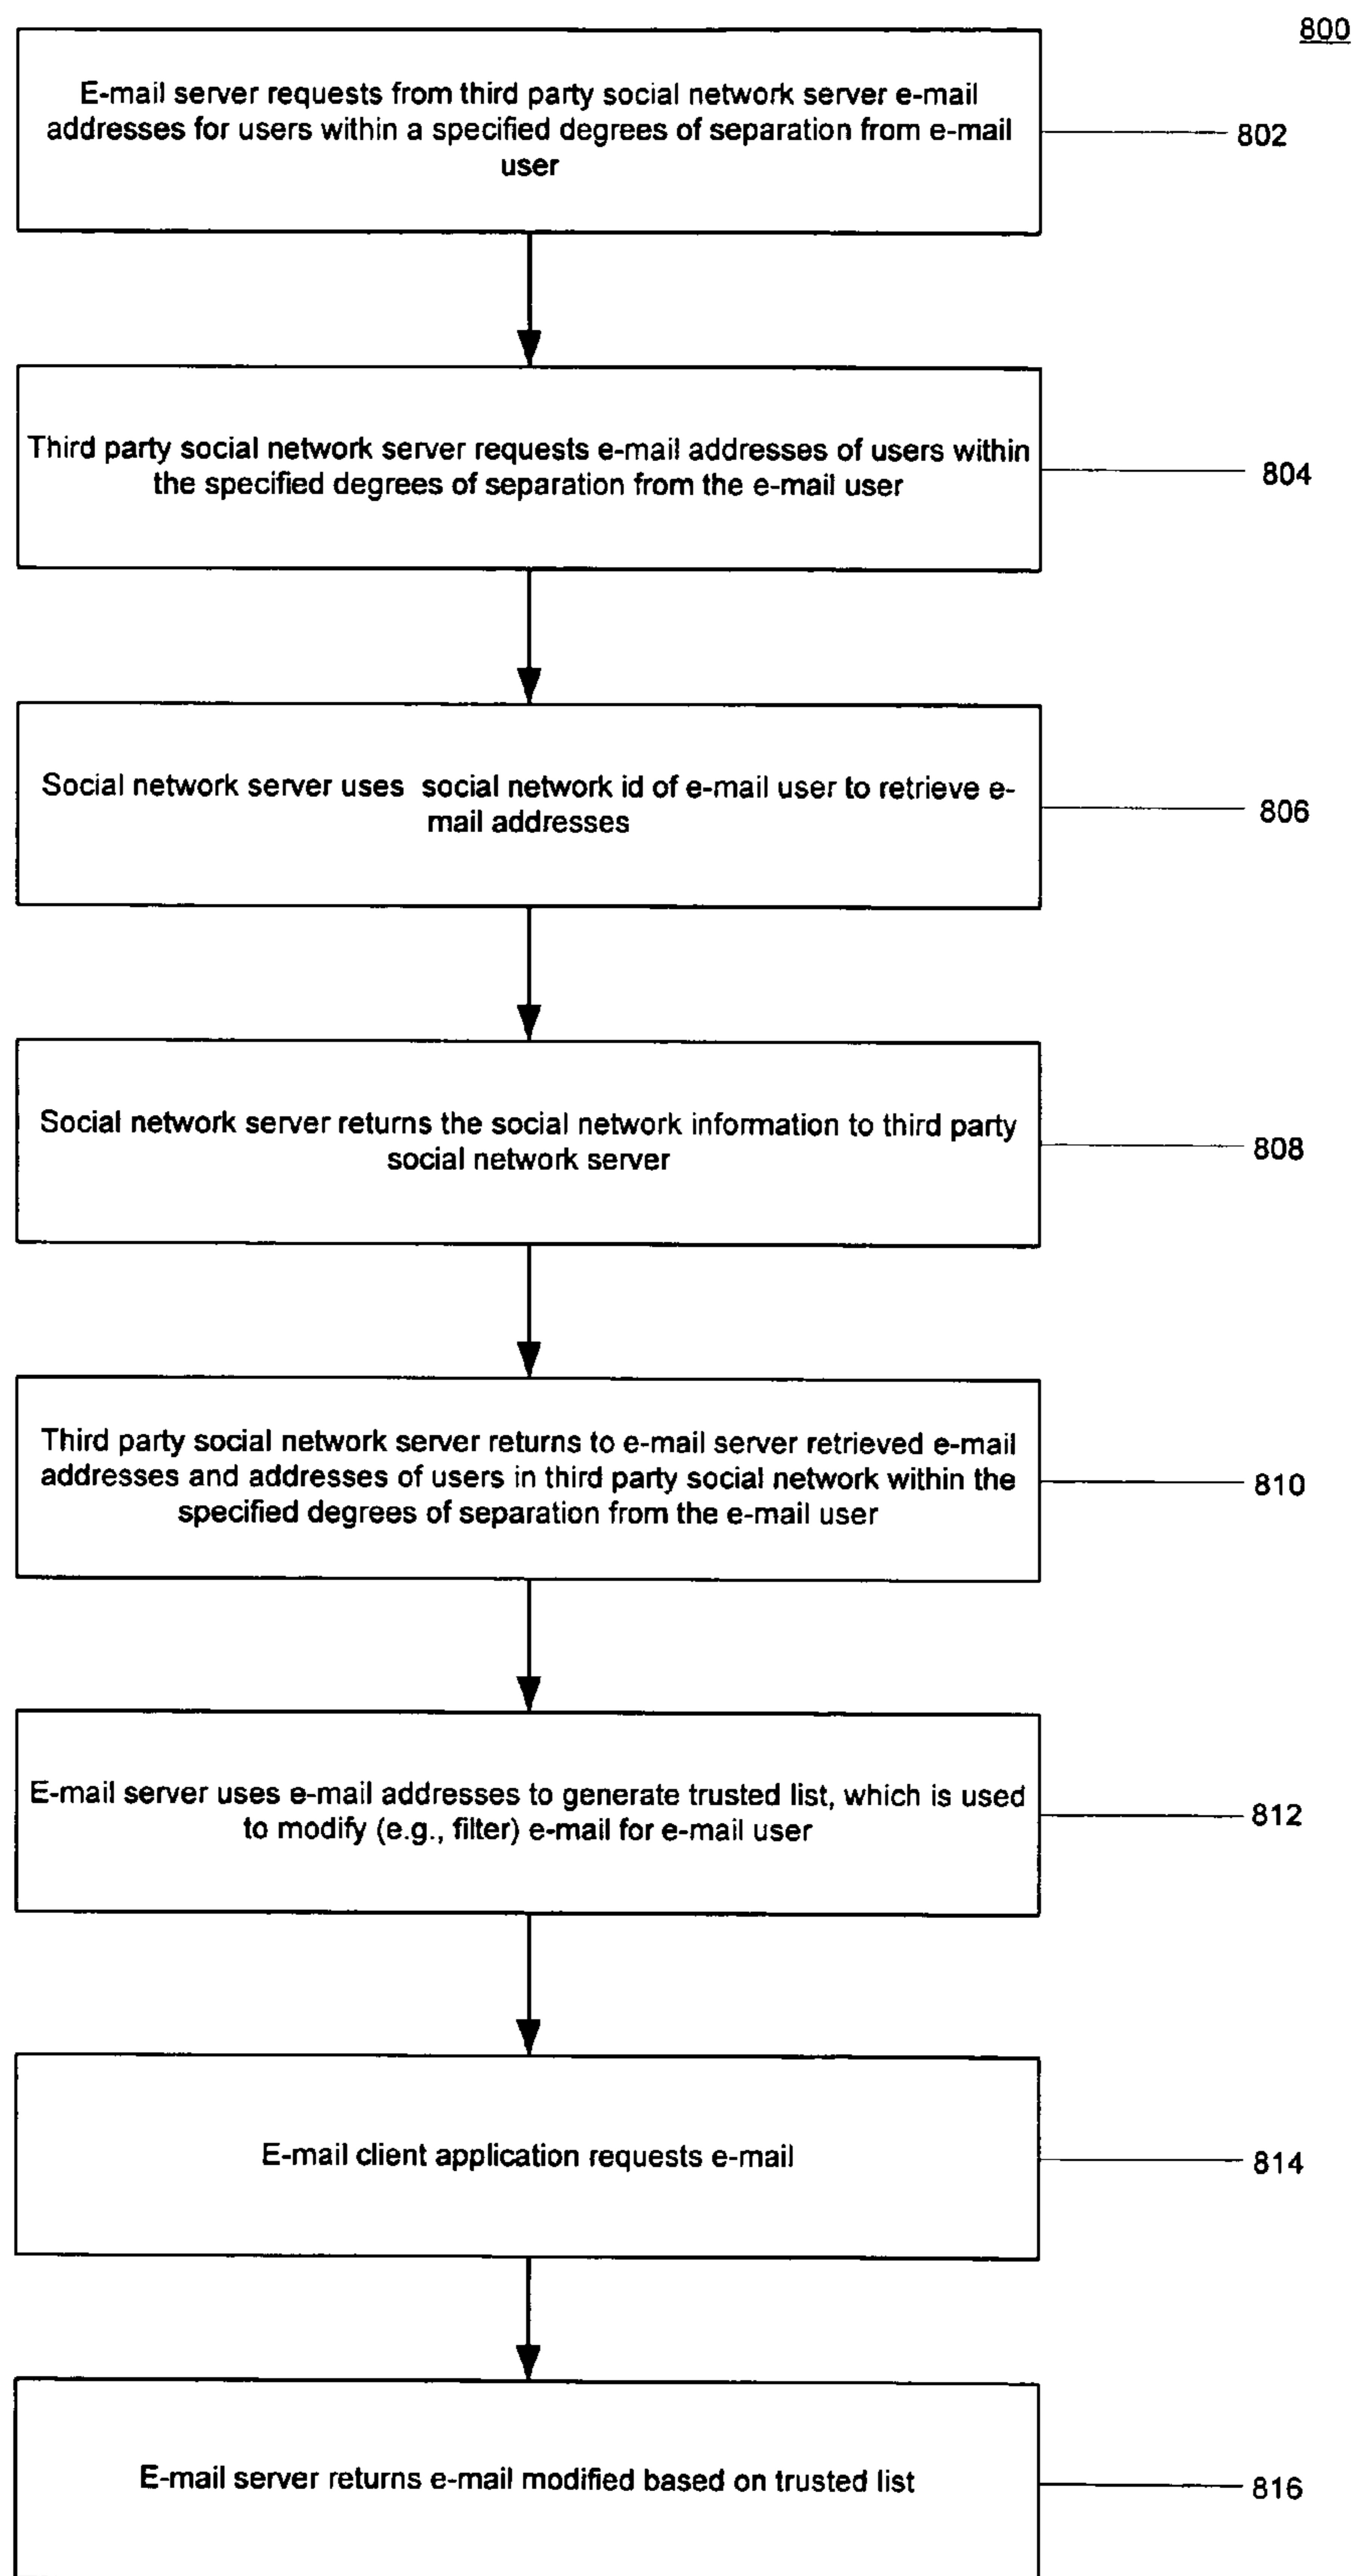 800
E-mail server requests from third party social network server e-mail
addresses for users within a specified degrees of separation from e-mail
user
802
Third party social network server requests e-mail addresses of users within
the specified degrees of separation from the e-mail user
804
Social network server uses social network id of e-mail user to retrieve e-
mail addresses
806
Social network server returns the social network information to third party
social network server
808
Third party social network server returns to e-mail server retrieved e-mail
addresses and addresses of users in third party social network within the
specified degrees of separation from the e-mail user
810
E-mail server uses e-mail addresses to generate trusted list, which is used
to modify (e.g., filter) e-mail for e-mail user
812
E-mail client application requests e-mail
814
E-mail server returns e-mail modified based on trusted list
816